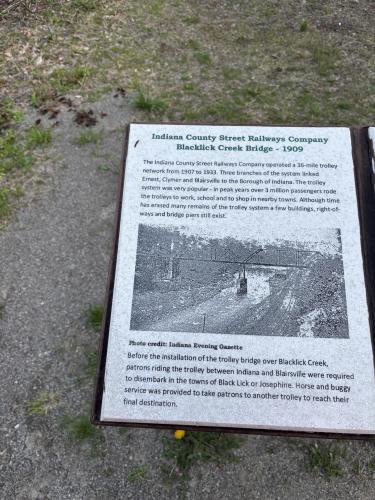 Indiana County Street Railways Company
Blacklick Creek Bridge - 1909
The Indiana County Street Railways Company operated a 36-mile trolley
network from 1907 to 1933. Three branches of the system linked
Ernest, Clymer and Blairsville to the Borough of Indiana. The trolley
system was very popular - in peak years over 3 million passengers rode
the trolleys to work, school and to shop in nearby towns. Although time
has erased many remains of the trolley system a few buildings, right-of-
ways and bridge piers still exist.
Photo credit: Indiana Evening Gazette
Before the installation of the trolley bridge over Blacklick Creek,
patrons riding the trolley between Indiana and Blairsville were required
to disembark in the towns of Black Lick or Josephine. Horse and buggy
service was provided to take patrons to another trolley to reach their
final destination.